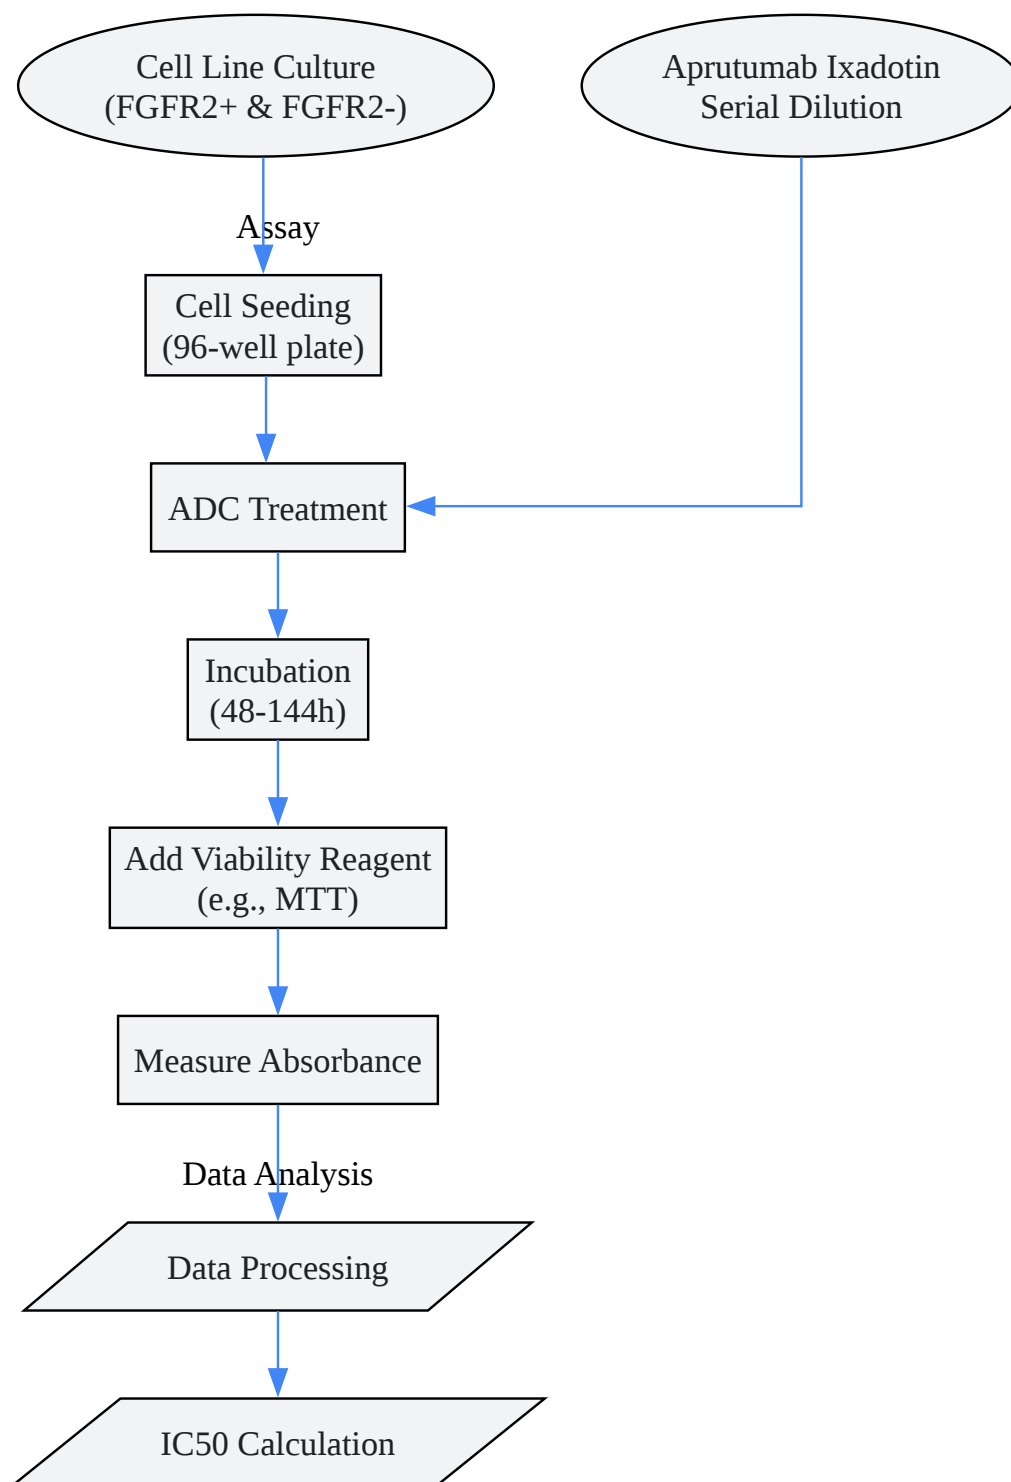 Cell Line Culture
(FGFR2+ & FGFR2-)
Aprutumab Ixadotin
Serial Dilution
Assay
Cell Seeding
(96-well plate)
ADC Treatment
Incubation
(48-144h)
Add Viability Reagent
(e.g., MTT)
Measure Absorbance
Data Analysis
Data Processing
IC50 Calculation